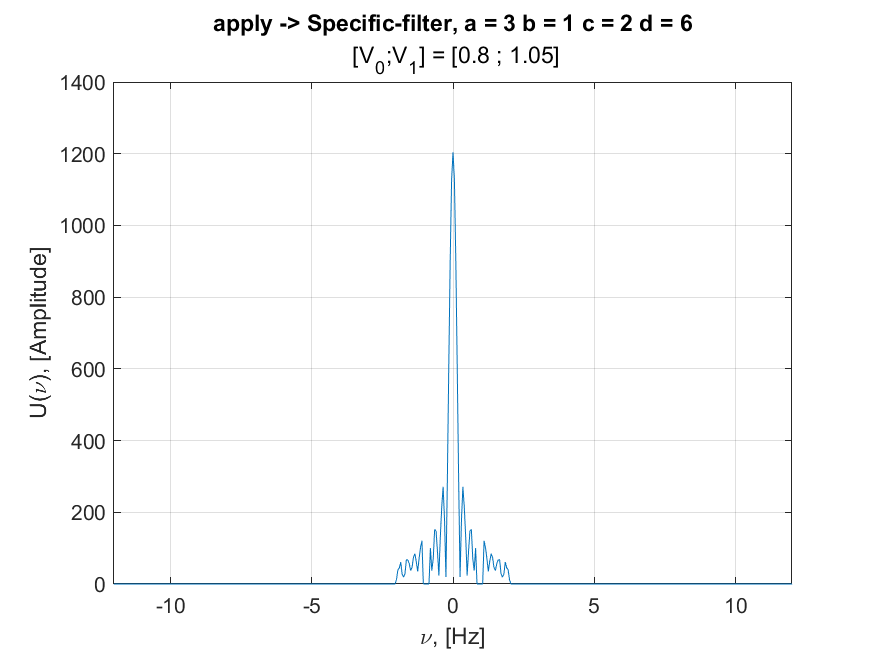 apply -> Specific-filter, a = 3 b = 1 c = 2 d = 6
[V0;V1] = [0.8 ; 1.05]
1400
1200
1000
800
600
400
200
0
U(ν), [Amplitude]
-10 -5 0 5 10
ν, [Hz]